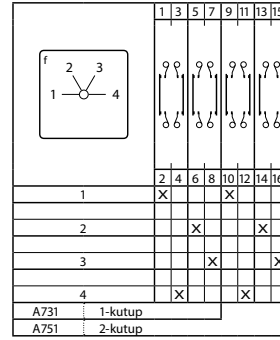 1 3 5 7 9 11 13 15
f
2 3
1 4
2 4 6 8 10 12 14 16
1 X X
2 X X
3 X X
4 X X
A731 1-kutup
A751 2-kutup